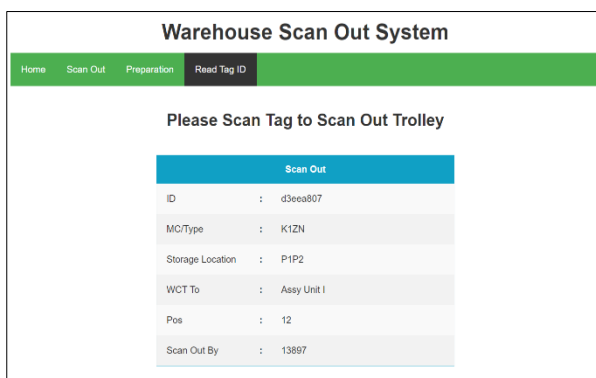 Warehouse Scan Out System
Home Scan Out Preparation Read Tag ID
Please Scan Tag to Scan Out Trolley
Scan Out
ID : d3eea807
MC/Type : K1ZN
Storage Location : P1P2
WCT To : Assy Unit I
Pos : 12
Scan Out By : 13897